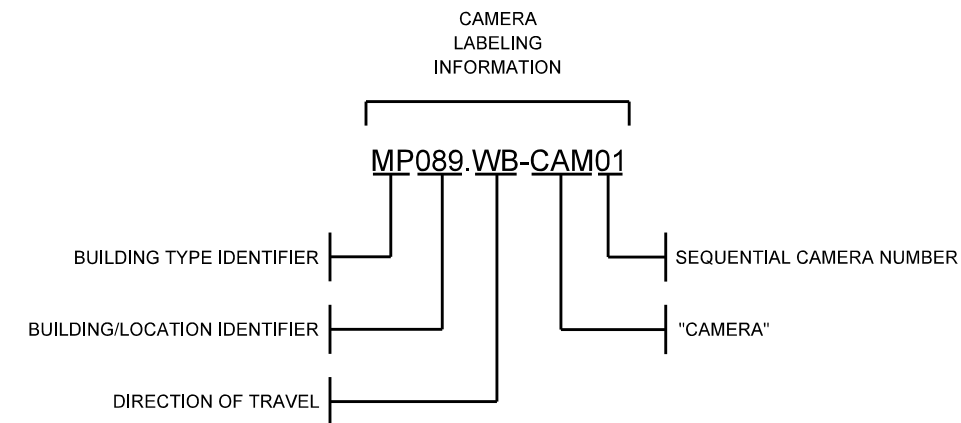 CAMERA
LABELING
INFORMATION
MP089.WB-CAM01
BUILDING TYPE IDENTIFIER
SEQUENTIAL CAMERA NUMBER
BUILDING/LOCATION IDENTIFIER
"CAMERA"
DIRECTION OF TRAVEL